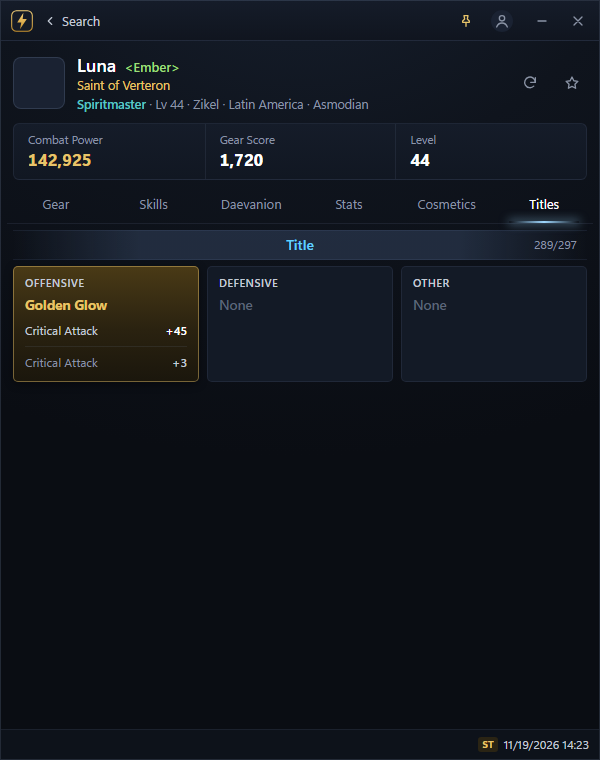 Search
Luna <Ember>
Saint of Verteron
Spiritmaster · Lv 44 · Zikel · Latin America · Asmodian
Combat Power
142,925
Gear Score
1,720
Level
44
Gear
Skills
Daevanion
Stats
Cosmetics
Titles
Title
289/297
OFFENSIVE
Golden Glow
Critical Attack +45
Critical Attack +3
DEFENSIVE
None
OTHER
None
ST 11/19/2026 14:23